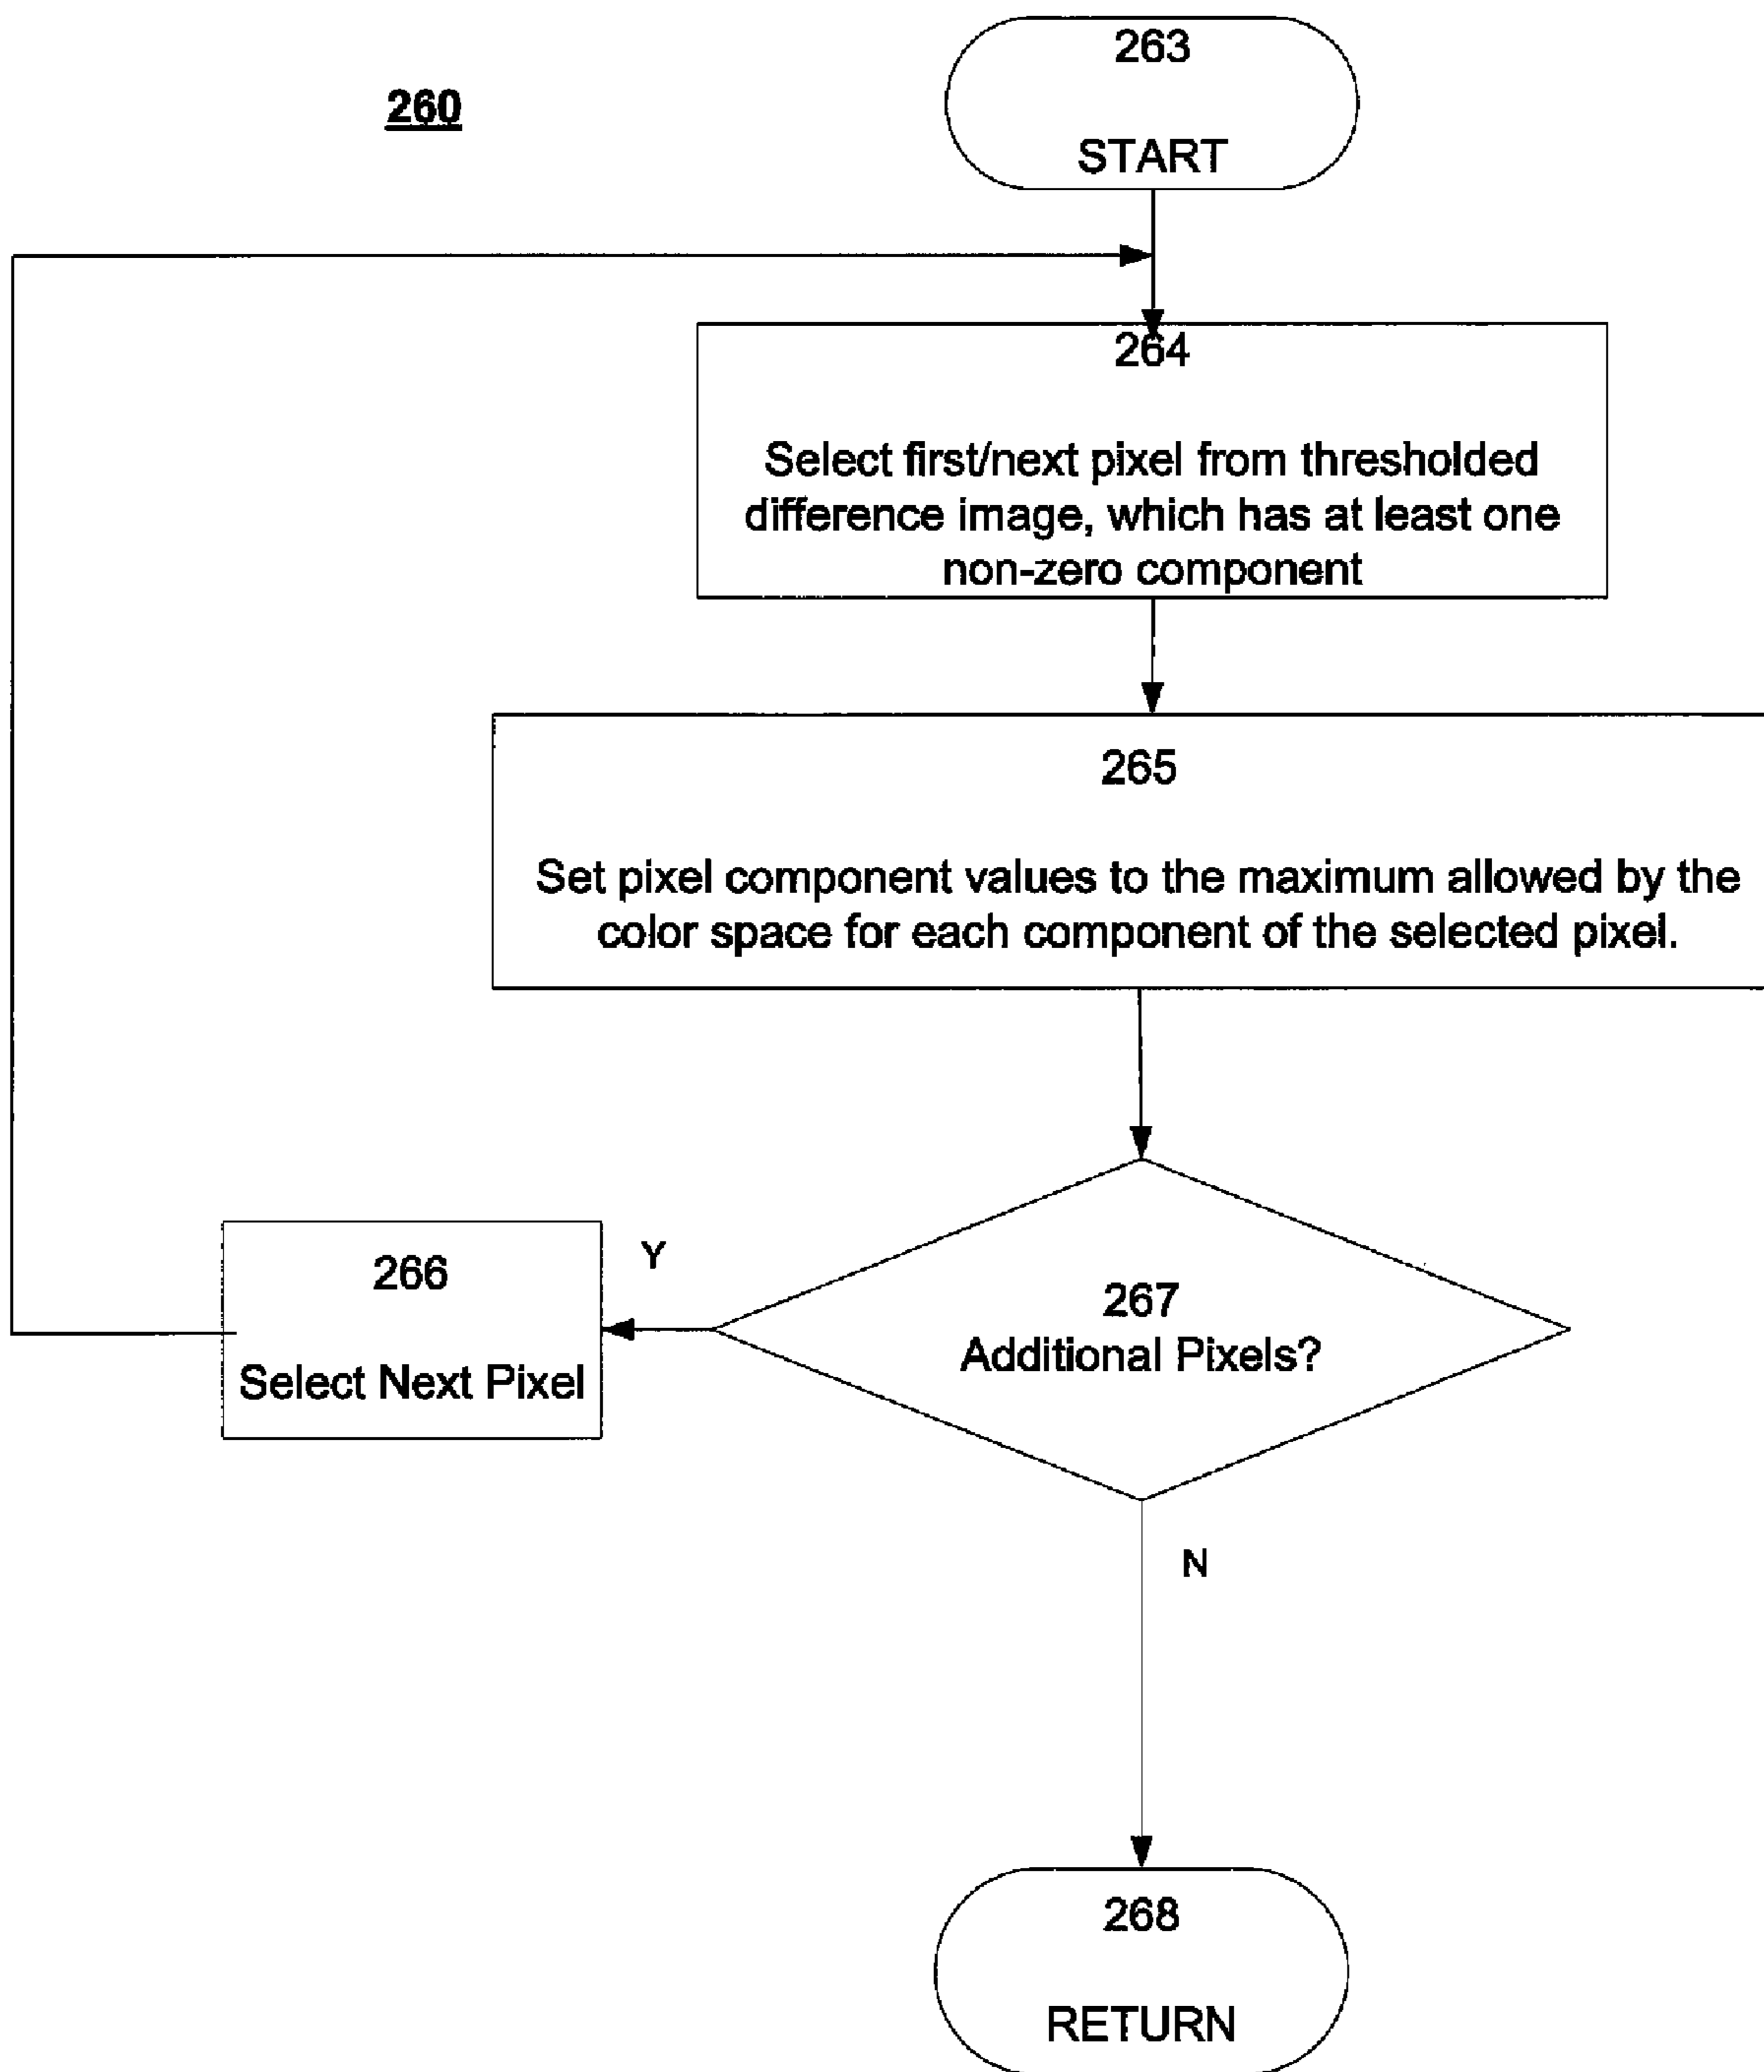 260
263
START
264
Select first/next pixel from thresholded
difference image, which has at least one
non-zero component
265
Set pixel component values to the maximum allowed by the
color space for each component of the selected pixel.
266
Select Next Pixel
Y
267
Additional Pixels?
N
268
RETURN